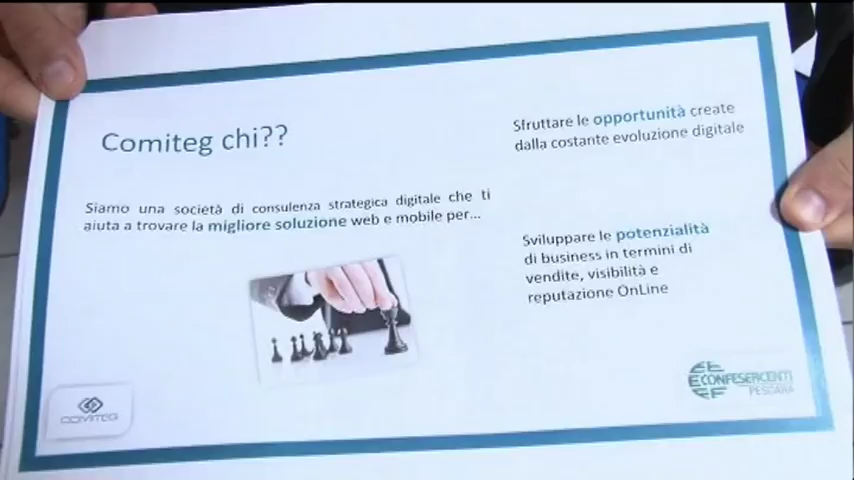 Comiteg chi??
Siamo una società di consulenza strategica digitale che ti
aiuta a trovare la migliore soluzione web e mobile per...
Sfruttare le opportunità create
dalla costante evoluzione digitale
Sviluppare le potenzialità
di business in termini di
vendite, visibilità e
reputazione OnLine
COMITEG
CONFESERCENTI
PESCARA